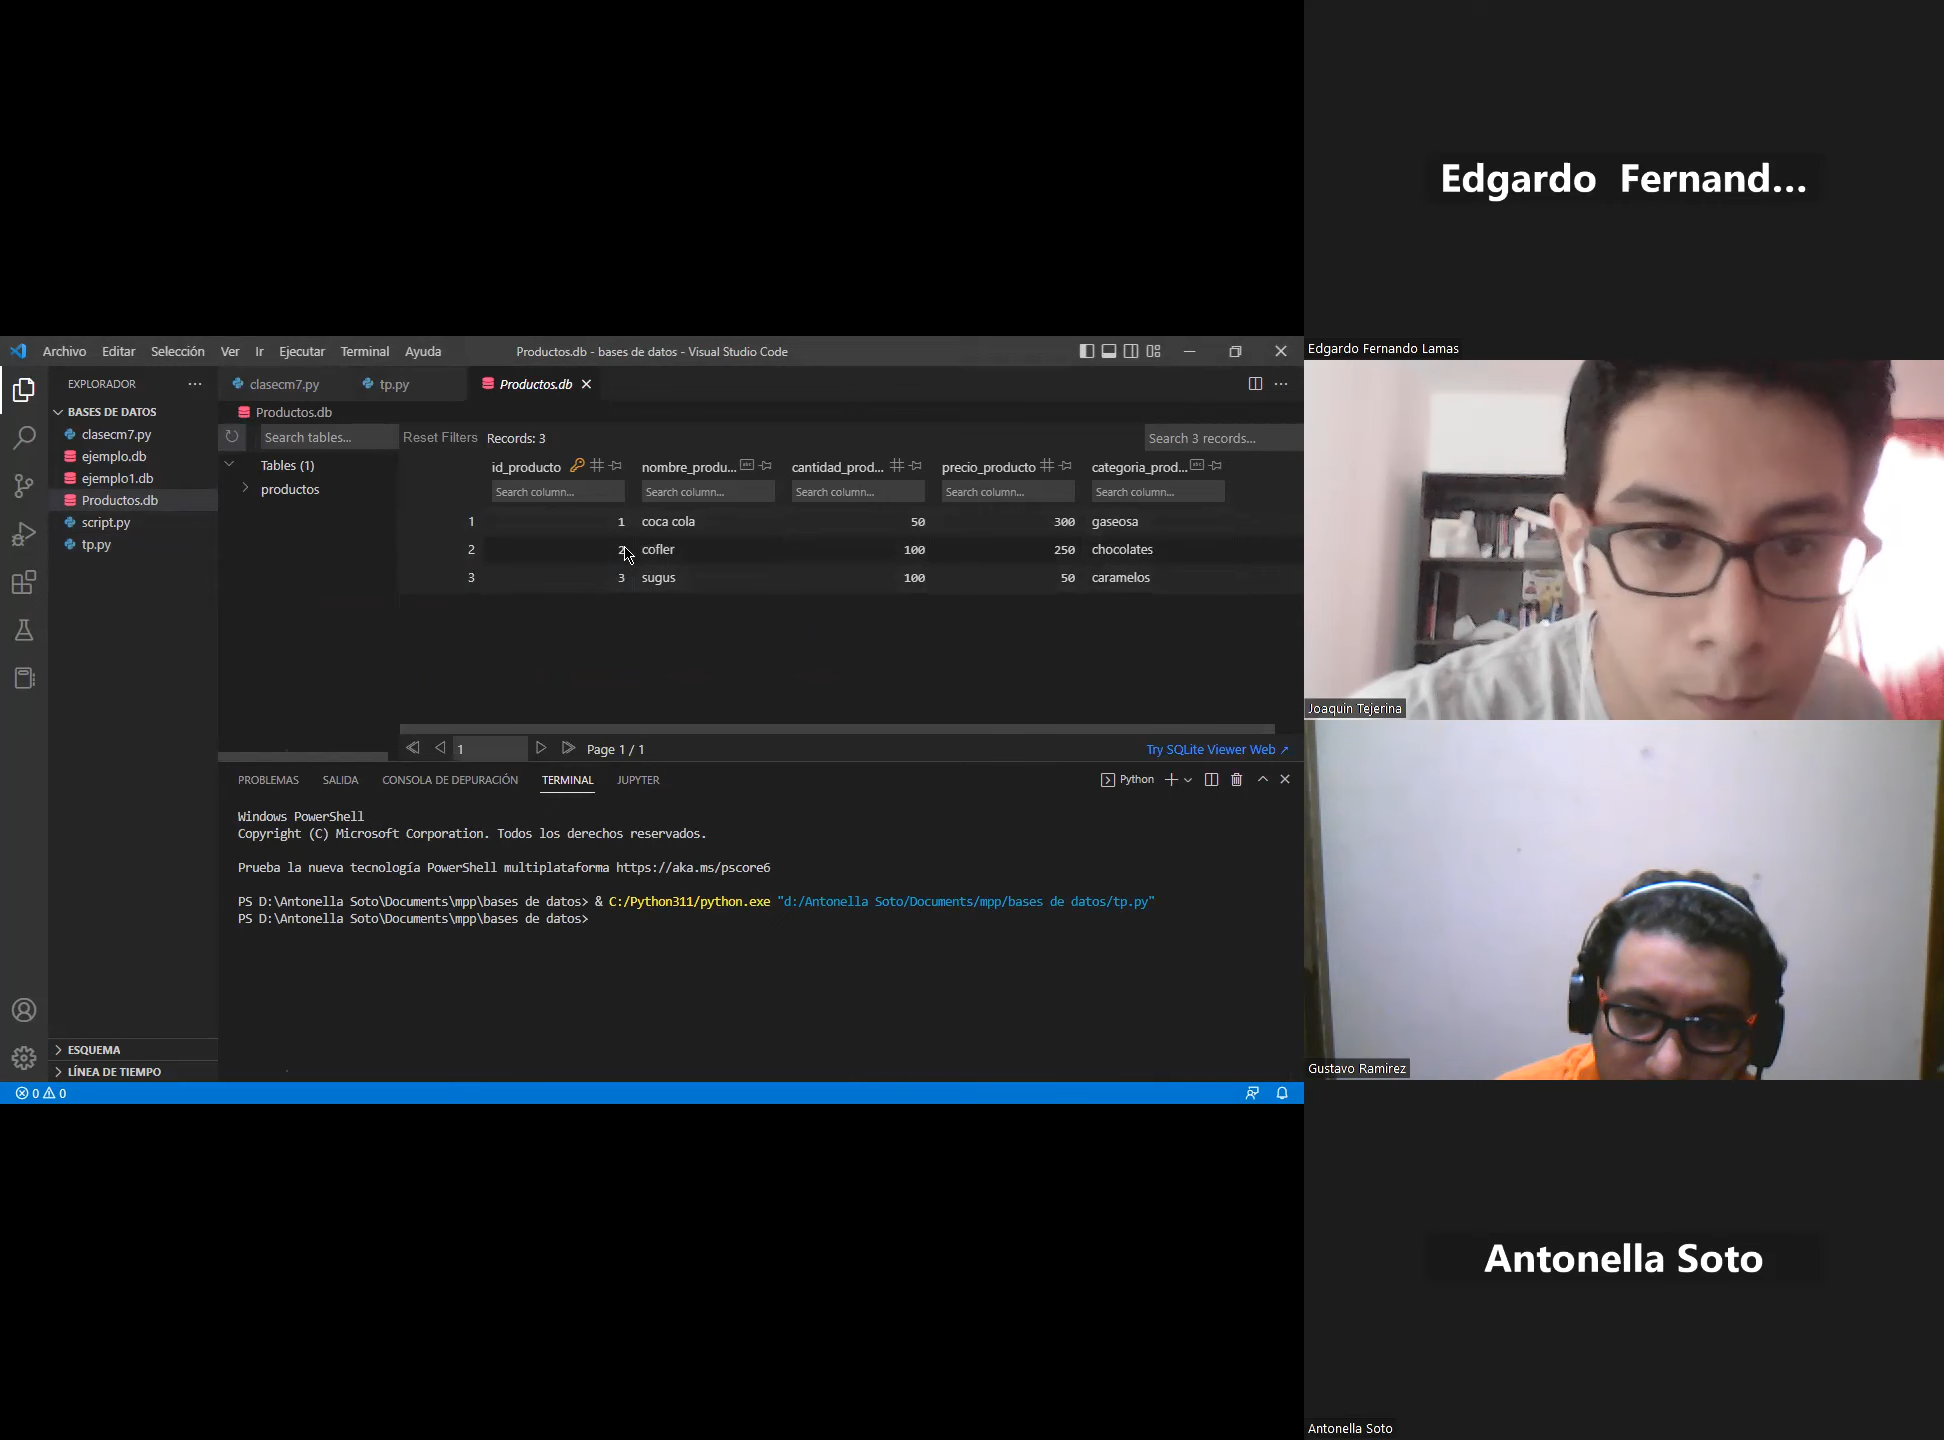 Archivo Editar Selección Ver Ir Ejecutar Terminal Ayuda
Productos.db - bases de datos - Visual Studio Code
EXPLORADOR
BASES DE DATOS
clasecm7.py
ejemplo.db
ejemplo1.db
Productos.db
script.py
tp.py
ESQUEMA
LÍNEA DE TIEMPO
clasecm7.py tp.py Productos.db
Productos.db
Search tables... Reset Filters Records: 3 Search 3 records...
Tables (1)
productos
id_producto nombre_produ... cantidad_prod... precio_producto categoria_prod...
Search column... Search column... Search column... Search column... Search column...
1 1 coca cola 50 300 gaseosa
2 2 cofler 100 250 chocolates
3 3 sugus 100 50 caramelos
1 Page 1 / 1 Try SQLite Viewer Web ↗
PROBLEMAS SALIDA CONSOLA DE DEPURACIÓN TERMINAL JUPYTER Python
Windows PowerShell
Copyright (C) Microsoft Corporation. Todos los derechos reservados.
Prueba la nueva tecnología PowerShell multiplataforma https://aka.ms/pscore6
PS D:\Antonella Soto\Documents\mpp\bases de datos> & C:/Python311/python.exe "d:/Antonella Soto/Documents/mpp/bases de datos/tp.py"
PS D:\Antonella Soto\Documents\mpp\bases de datos>
0 0
Edgardo Fernand...
Edgardo Fernando Lamas
Joaquin Tejerina
Gustavo Ramirez
Antonella Soto
Antonella Soto